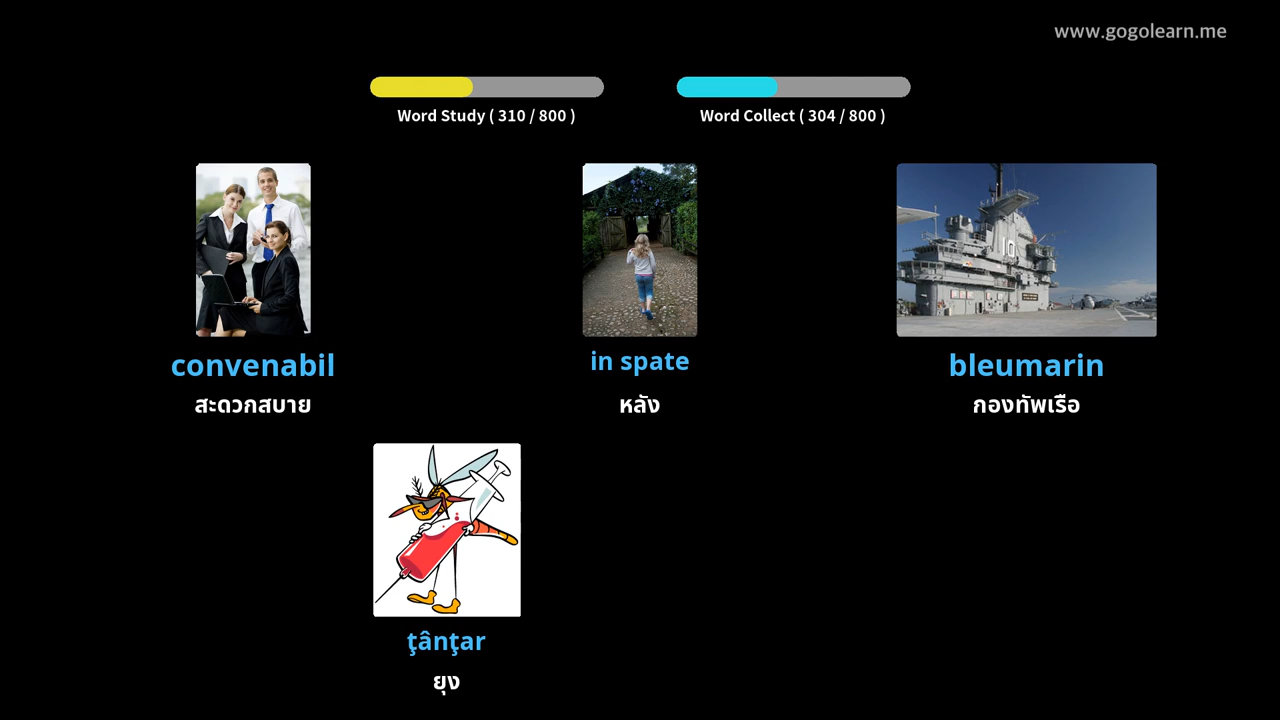 www.gogolearn.me
Word Study ( 310 / 800 )
Word Collect ( 304 / 800 )
convenabil
สะดวกสบาย
in spate
หลัง
10
bleumarin
กองทัพเรือ
ţânţar
ยุง